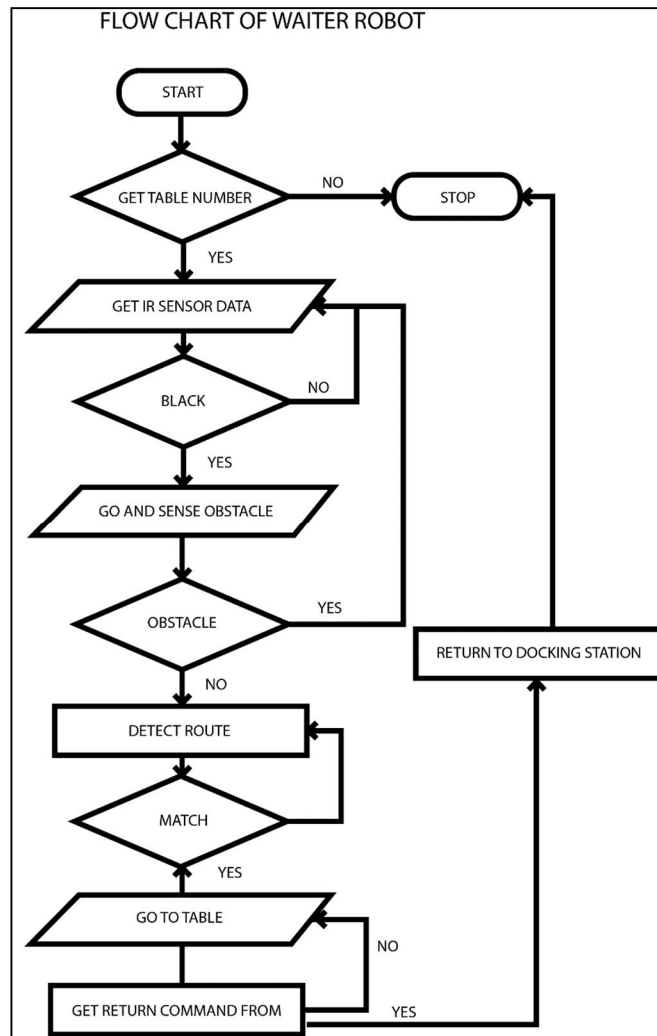 FLOW CHART OF WAITER ROBOT
START
GET TABLE NUMBER
NO
STOP
YES
GET IR SENSOR DATA
BLACK
NO
YES
GO AND SENSE OBSTACLE
OBSTACLE
YES
RETURN TO DOCKING STATION
NO
DETECT ROUTE
MATCH
YES
GO TO TABLE
NO
GET RETURN COMMAND FROM
YES